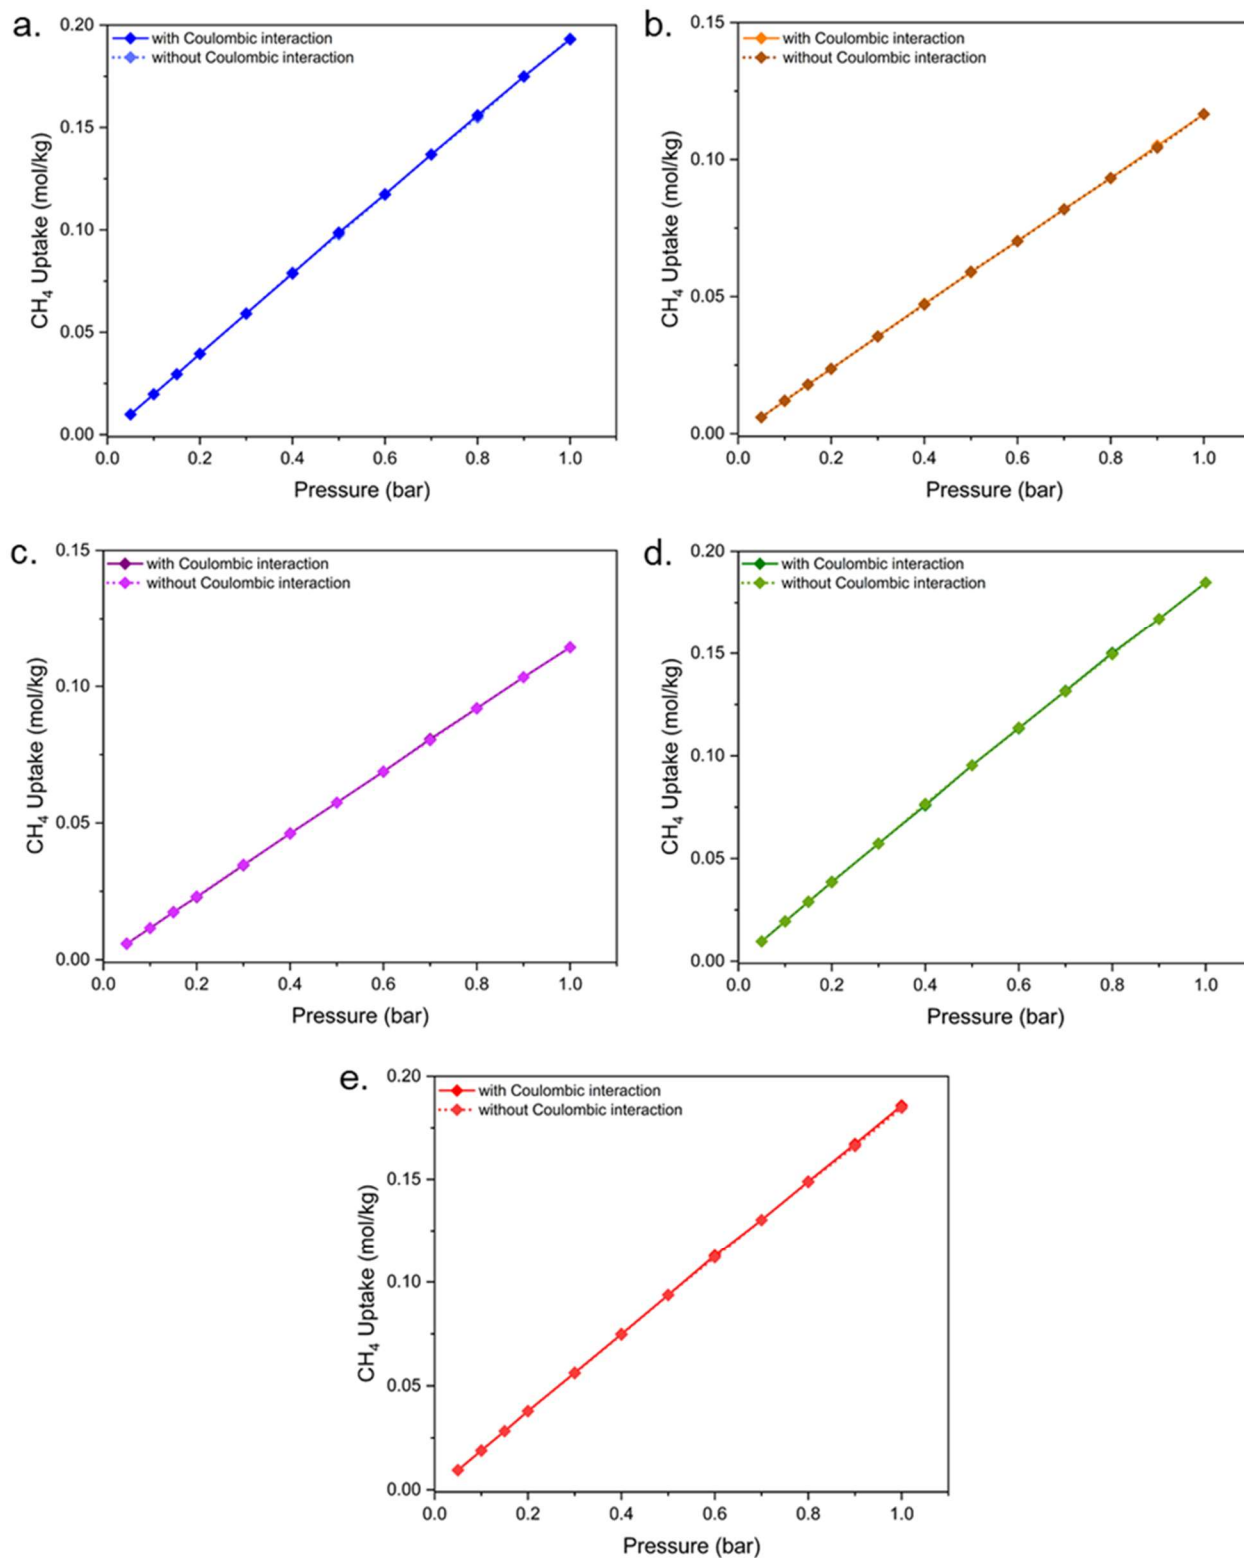 a.
with Coulombic interaction
without Coulombic interaction
0.20
0.15
0.10
0.05
0.00
CH₄ Uptake (mol/kg)
0.0 0.2 0.4 0.6 0.8 1.0
Pressure (bar)
b.
with Coulombic interaction
without Coulombic interaction
0.15
0.10
0.05
0.00
CH₄ Uptake (mol/kg)
0.0 0.2 0.4 0.6 0.8 1.0
Pressure (bar)
c.
with Coulombic interaction
without Coulombic interaction
0.15
0.10
0.05
0.00
CH₄ Uptake (mol/kg)
0.0 0.2 0.4 0.6 0.8 1.0
Pressure (bar)
d.
with Coulombic interaction
without Coulombic interaction
0.20
0.15
0.10
0.05
0.00
CH₄ Uptake (mol/kg)
0.0 0.2 0.4 0.6 0.8 1.0
Pressure (bar)
e.
with Coulombic interaction
without Coulombic interaction
0.20
0.15
0.10
0.05
0.00
CH₄ Uptake (mol/kg)
0.0 0.2 0.4 0.6 0.8 1.0
Pressure (bar)